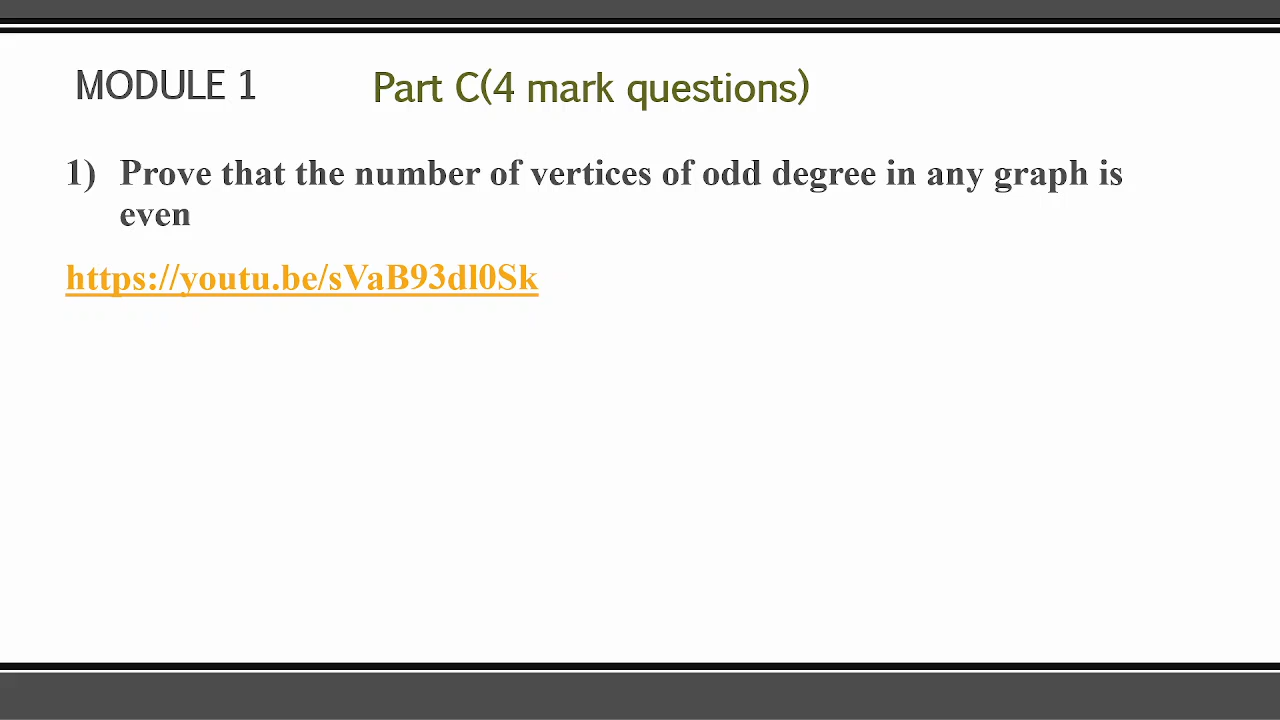 MODULE 1
Part C(4 mark questions)
1) Prove that the number of vertices of odd degree in any graph is
even
https://youtu.be/sVaB93dl0Sk